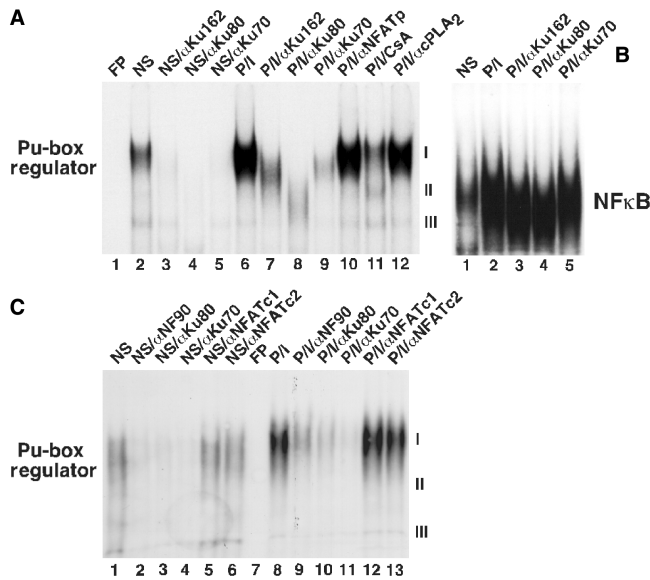 A
FP
NS
NS/αKu162
NS/αKu80
NS/αKu70
P/I
P/I/αKu162
P/I/αKu80
P/I/αKu70
P/I/αNFATp
P/I/CsA
P/I/αcPLA2
Pu-box
regulator
I
II
III
1 2 3 4 5 6 7 8 9 10 11 12
B
NS
P/I
P/I/αKu162
P/I/αKu80
P/I/αKu70
NFκB
1 2 3 4 5
C
NS
NS/αNF90
NS/αKu80
NS/αKu70
NS/αNFATc1
NS/αNFATc2
FP
P/I
P/I/αNF90
P/I/αKu80
P/I/αKu70
P/I/αNFATc1
P/I/αNFATc2
Pu-box
regulator
I
II
III
1 2 3 4 5 6 7 8 9 10 11 12 13